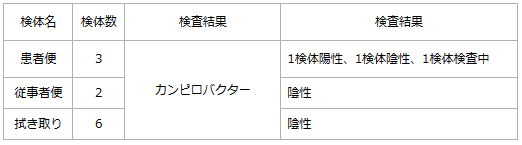 検体名 検体数 検査結果 検査結果
患者便 3 カンピロバクター 1検体陽性、1検体陰性、1検体検査中
従事者便 2 陰性
拭き取り 6 陰性